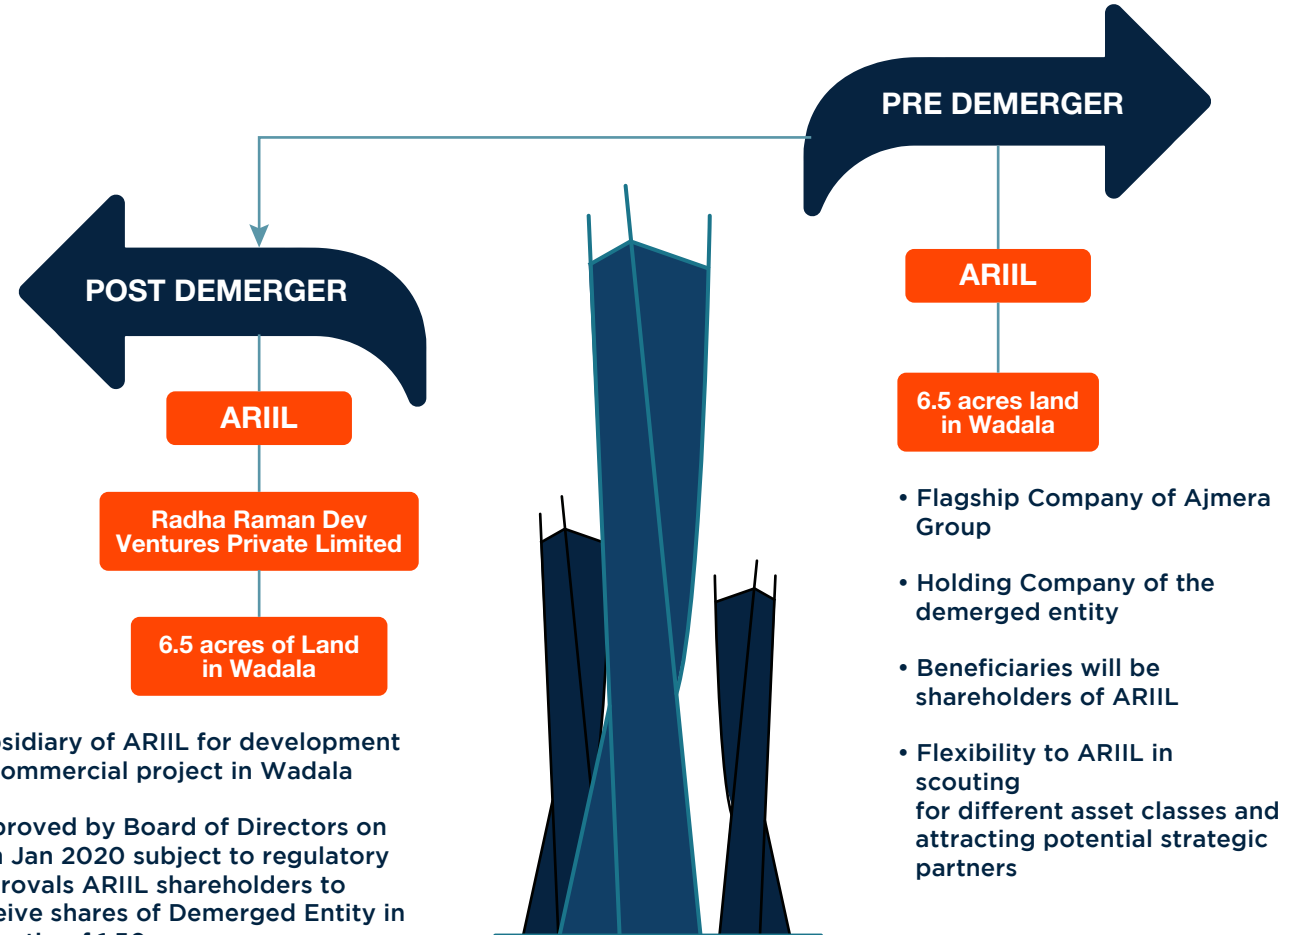 PRE DEMERGER
ARIIL
6.5 acres land
in Wadala
• Flagship Company of Ajmera
Group
• Holding Company of the
demerged entity
• Beneficiaries will be
shareholders of ARIIL
• Flexibility to ARIIL in
scouting
for different asset classes and
attracting potential strategic
partners
POST DEMERGER
ARIIL
Radha Raman Dev
Ventures Private Limited
6.5 acres of Land
in Wadala
sidiary of ARIIL for development
ommercial project in Wadala
proved by Board of Directors on
Jan 2020 subject to regulatory
rovals ARIIL shareholders to
eive shares of Demerged Entity in